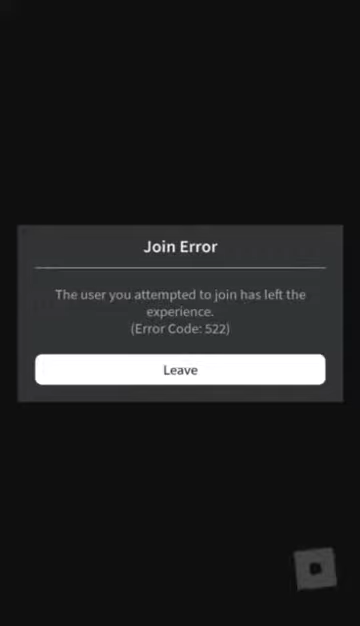 Join Error
The user you attempted to join has left the
experience.
(Error Code: 522)
Leave